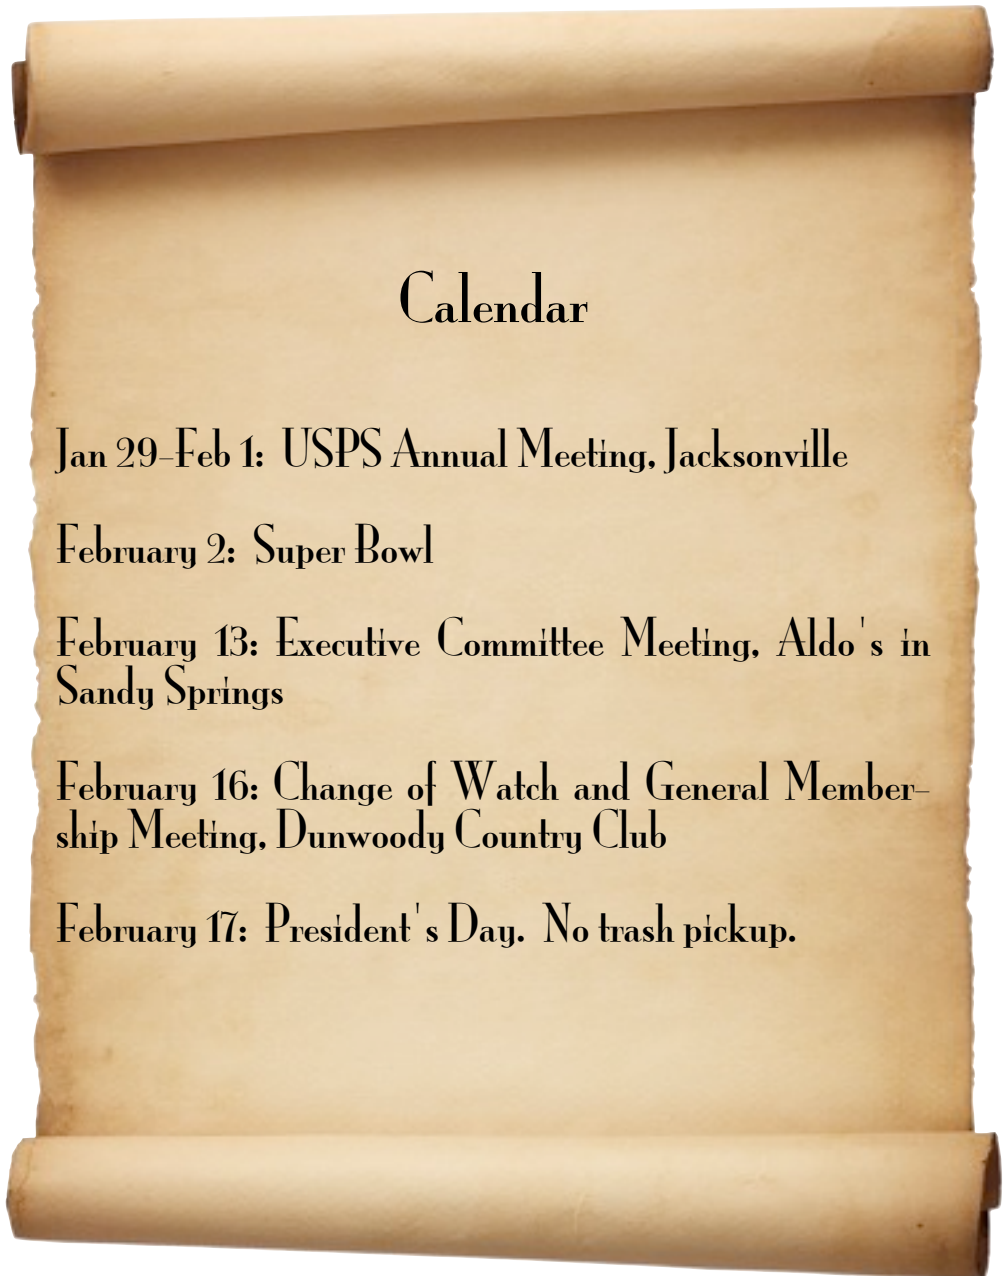 Calendar
Jan 29-Feb 1:  USPS Annual Meeting, Jacksonville
February 2:  Super Bowl
February 13: Executive Committee Meeting, Aldo's in
Sandy Springs
February 16: Change of Watch and General Member-
ship Meeting, Dunwoody Country Club
February 17:  President's Day.  No trash pickup.